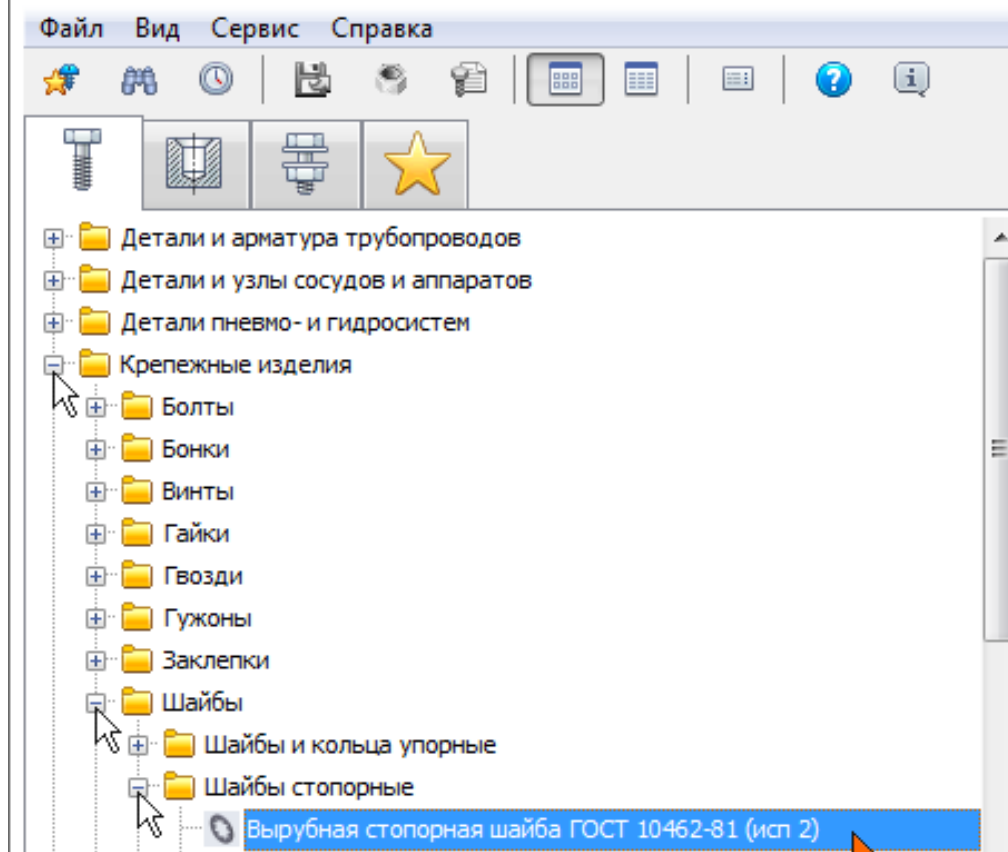 Файл Вид Сервис Справка
Детали и арматура трубопроводов
Детали и узлы сосудов и аппаратов
Детали пневмо- и гидросистем
Крепежные изделия
Болты
Бонки
Винты
Гайки
Гвозди
Гужоны
Заклепки
Шайбы
Шайбы и кольца упорные
Шайбы стопорные
Вырубная стопорная шайба ГОСТ 10462-81 (исп 2)